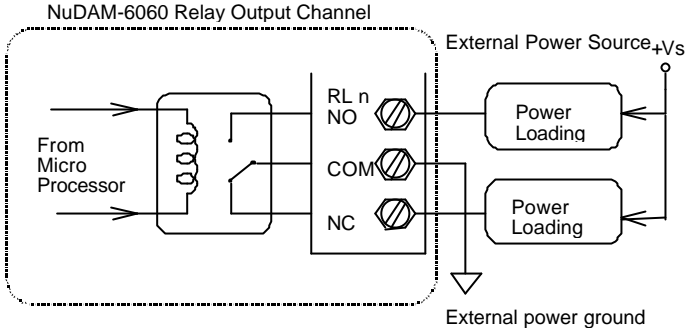 NuDAM-6060 Relay Output Channel
External Power Source
+Vs
RL n
NO
Power
Loading
From
Micro
Processor
COM
NC
Power
Loading
External power ground